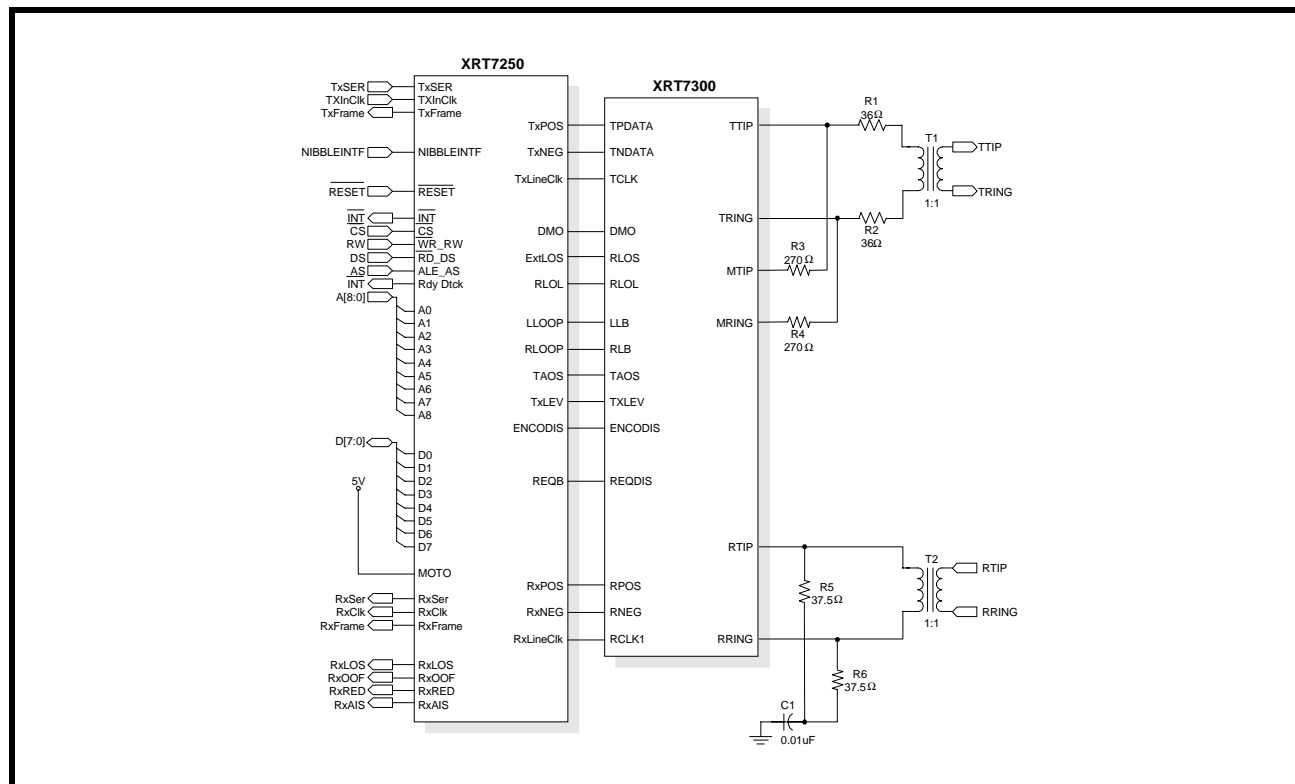 XRT7250
XRT7300
TxSER
TXInClk
TxFrame
NIBBLEINTF
RESET
INT
CS
RW
DS
AS
INT
A[8:0]
D[7:0]
5V
RxSer
RxClk
RxFrame
RxLOS
RxOOF
RxRED
RxAIS
TxSER
TXInClk
TxFrame
NIBBLEINTF
RESET
INT
CS
WR_RW
RD_DS
ALE_AS
Rdy Dtck
A0
A1
A2
A3
A4
A5
A6
A7
A8
D0
D1
D2
D3
D4
D5
D6
D7
MOTO
RxSer
RxClk
RxFrame
RxLOS
RxOOF
RxRED
RxAIS
TxPOS
TxNEG
TxLineClk
DMO
ExtLOS
RLOL
LLOOP
RLOOP
TAOS
TxLEV
ENCODIS
REQB
RxPOS
RxNEG
RxLineClk
TPDATA
TNDATA
TCLK
DMO
RLOS
RLOL
LLB
RLB
TAOS
TXLEV
ENCODIS
REQDIS
RPOS
RNEG
RCLK1
TTIP
TRING
MTIP
MRING
RTIP
RRING
R1
36Ω
T1
1:1
TTIP
TRING
R2
36Ω
R3
270 Ω
R4
270 Ω
T2
1:1
RTIP
RRING
R5
37.5Ω
R6
37.5Ω
C1
0.01uF